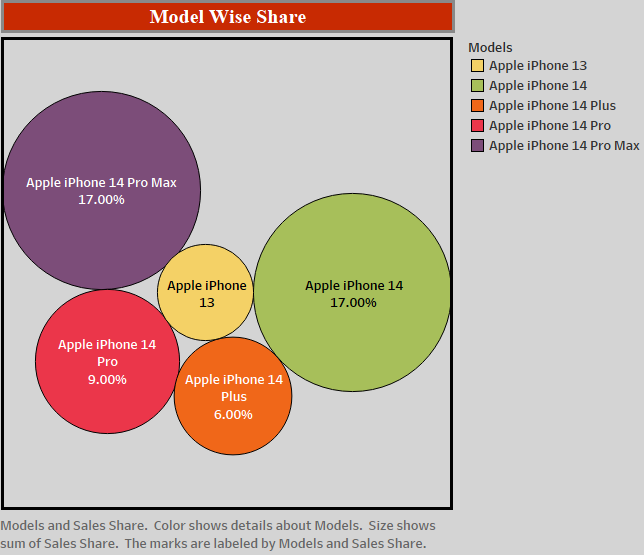 Model Wise Share
Models
Apple iPhone 13
Apple iPhone 14
Apple iPhone 14 Plus
Apple iPhone 14 Pro
Apple iPhone 14 Pro Max
Apple iPhone 14 Pro Max
17.00%
Apple iPhone
13
Apple iPhone 14
17.00%
Apple iPhone 14
Pro
9.00%
Apple iPhone 14
Plus
6.00%
Models and Sales Share.  Color shows details about Models.  Size shows
sum of Sales Share.  The marks are labeled by Models and Sales Share.